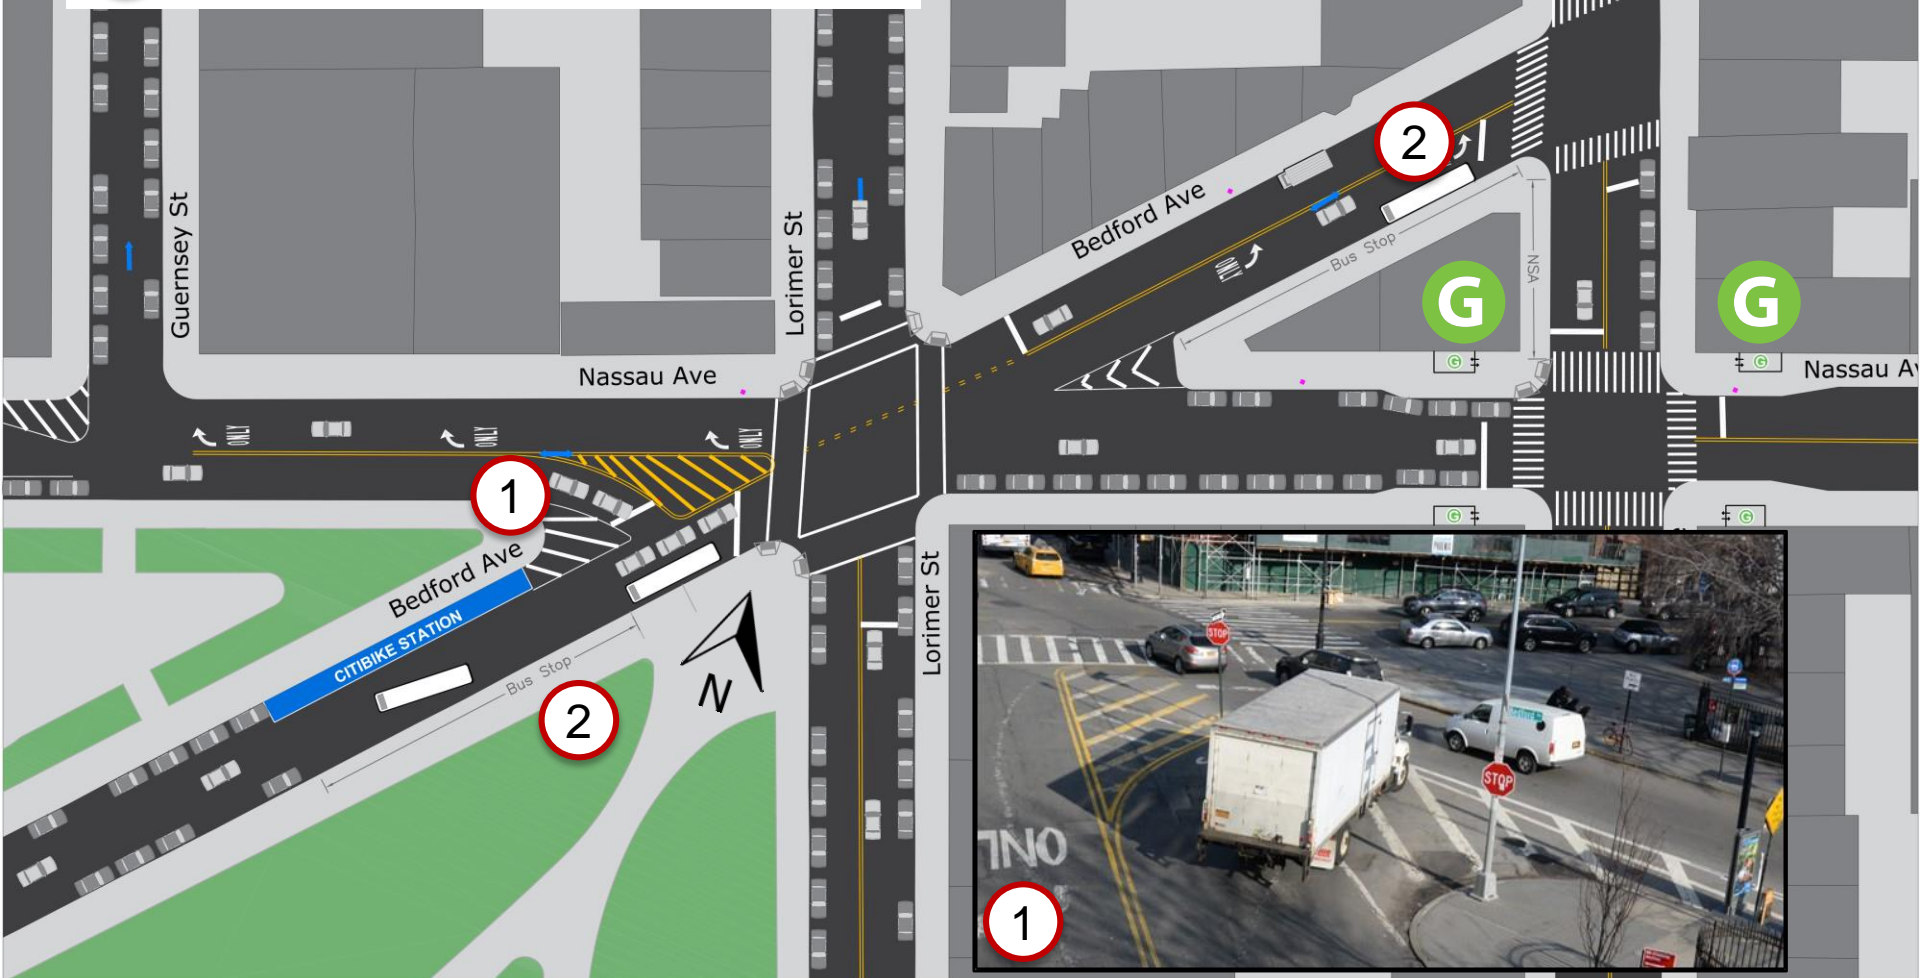 2
Bedford Ave
Guernsey St
Lorimer St
Bus Stop
NSA
ONLY
G
G
Nassau Ave
G
G
Nassau Av
ONLY
ONLY
ONLY
1
Bedford Ave
CITIBIKE STATION
G
G
Lorimer St
Bus Stop
N
2
STOP
STOP
ONL
1